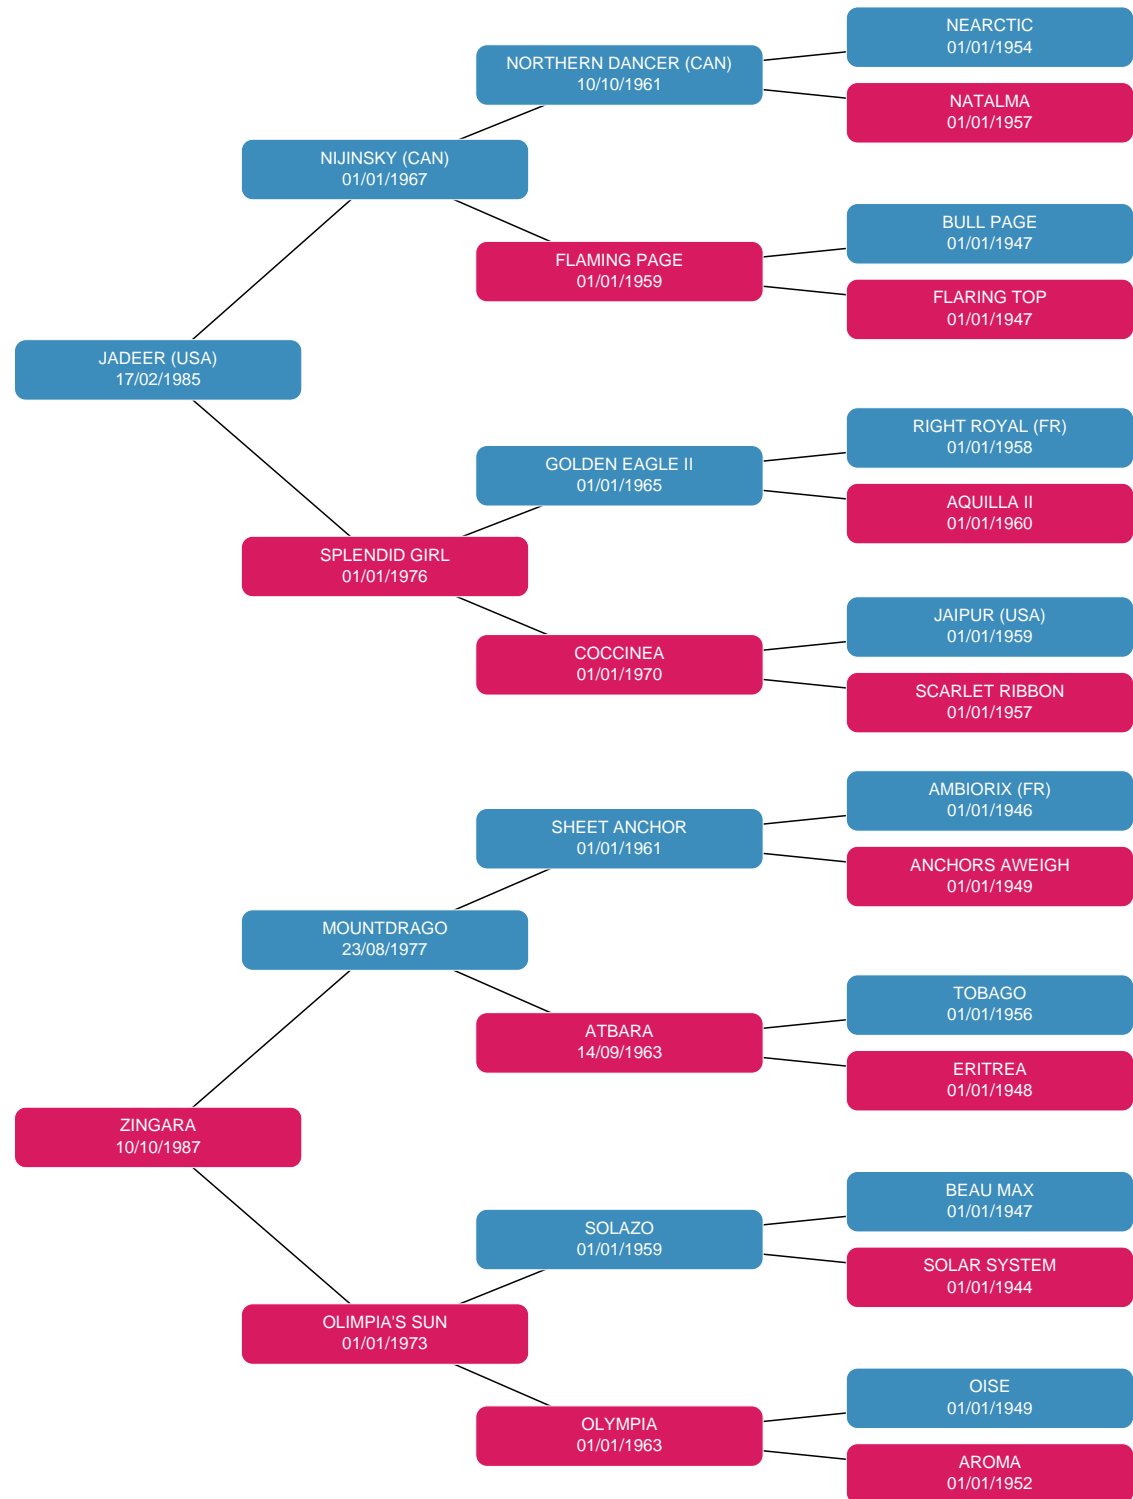 NEARCTIC
01/01/1954
NORTHERN DANCER (CAN)
10/10/1961
NATALMA
01/01/1957
NIJINSKY (CAN)
01/01/1967
BULL PAGE
01/01/1947
FLAMING PAGE
01/01/1959
FLARING TOP
01/01/1947
JADEER (USA)
17/02/1985
RIGHT ROYAL (FR)
01/01/1958
GOLDEN EAGLE II
01/01/1965
AQUILLA II
01/01/1960
SPLENDID GIRL
01/01/1976
JAIPUR (USA)
01/01/1959
COCCINEA
01/01/1970
SCARLET RIBBON
01/01/1957
AMBIORIX (FR)
01/01/1946
SHEET ANCHOR
01/01/1961
ANCHORS AWEIGH
01/01/1949
MOUNTDRAGO
23/08/1977
TOBAGO
01/01/1956
ATBARA
14/09/1963
ERITREA
01/01/1948
ZINGARA
10/10/1987
BEAU MAX
01/01/1947
SOLAZO
01/01/1959
SOLAR SYSTEM
01/01/1944
OLIMPIA'S SUN
01/01/1973
OISE
01/01/1949
OLYMPIA
01/01/1963
AROMA
01/01/1952